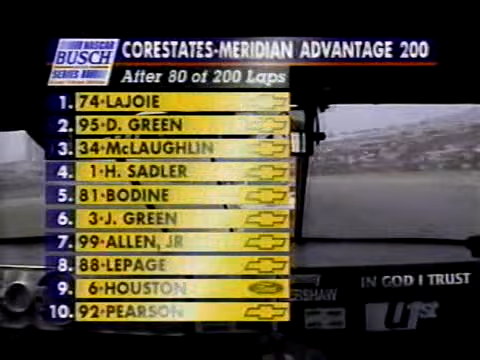 NASCAR
BUSCH
SERIES
CORESTATES-MERIDIAN ADVANTAGE 200
After 80 of 200 Laps
1. 74•LAJOIE
2. 95•D. GREEN
3. 34•McLAUGHLIN
4. 1•H. SADLER
5. 81•BODINE
6. 3•J. GREEN
7. 99•ALLEN, JR
8. 88•LEPAGE
9. 6•HOUSTON Ford
10. 92•PEARSON
IN GOD I TRUST
U1st